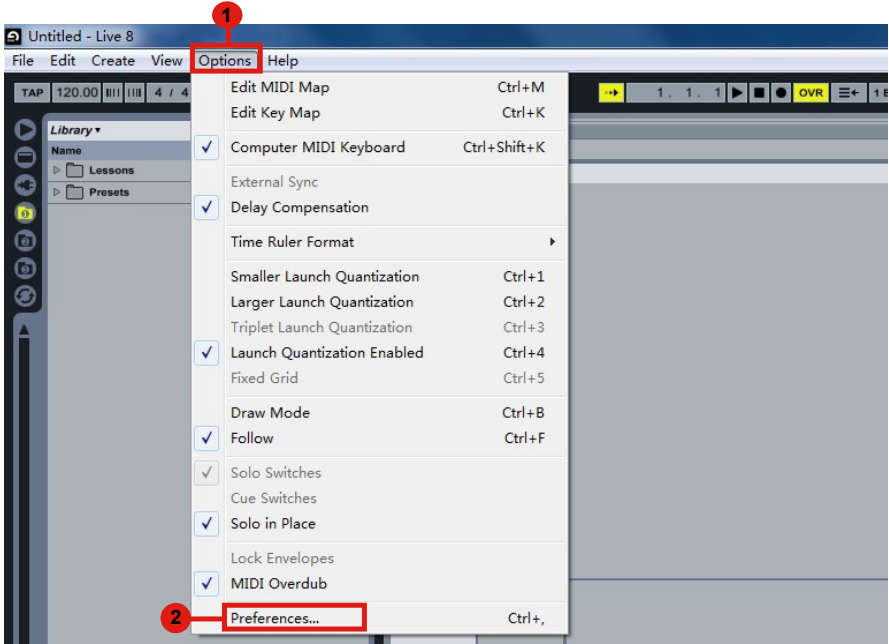 1
Untitled - Live 8
File Edit Create View Options Help
TAP 120.00 4 / 4 1. 1. 1 OVR
Library
Name
Lessons
Presets
Edit MIDI Map Ctrl+M
Edit Key Map Ctrl+K
Computer MIDI Keyboard Ctrl+Shift+K
External Sync
Delay Compensation
Time Ruler Format
Smaller Launch Quantization Ctrl+1
Larger Launch Quantization Ctrl+2
Triplet Launch Quantization Ctrl+3
Launch Quantization Enabled Ctrl+4
Fixed Grid Ctrl+5
Draw Mode Ctrl+B
Follow Ctrl+F
Solo Switches
Cue Switches
Solo in Place
Lock Envelopes
MIDI Overdub
2 Preferences... Ctrl+,